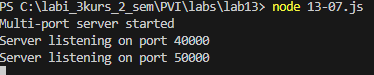 PS C:\labi_3kurs_2_sem\PVI\labs\lab13> node 13-07.js
Multi-port server started
Server listening on port 40000
Server listening on port 50000